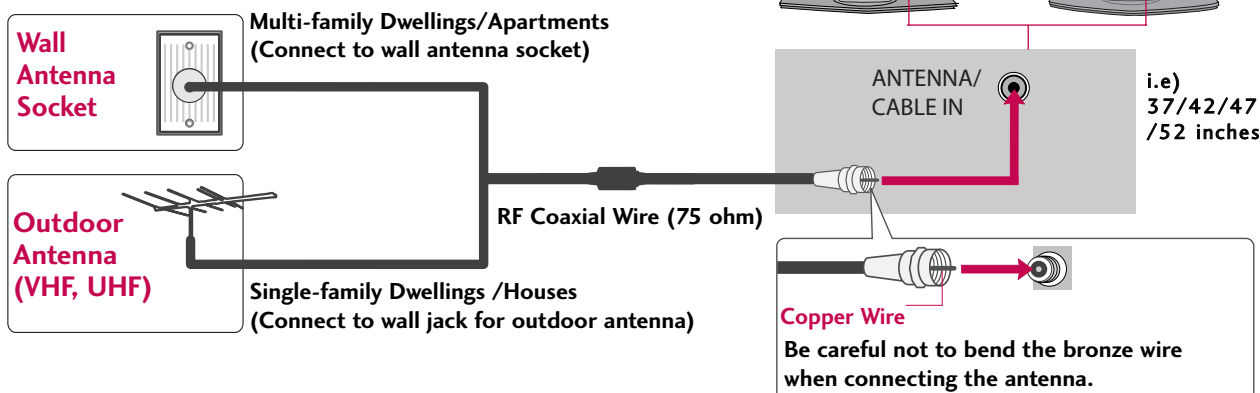 Multi-family Dwellings/Apartments
(Connect to wall antenna socket)
Wall
Antenna
Socket
ANTENNA/
CABLE IN
i.e)
37/42/47
/52 inches
RF Coaxial Wire (75 ohm)
Outdoor
Antenna
(VHF, UHF)
Single-family Dwellings /Houses
(Connect to wall jack for outdoor antenna)
Copper Wire
Be careful not to bend the bronze wire
when connecting the antenna.